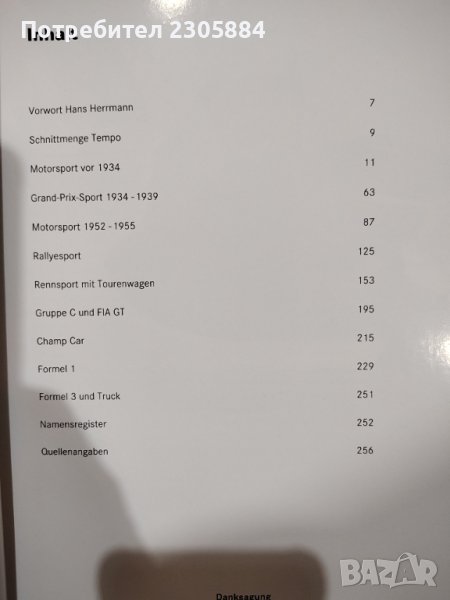 Потребител 2305884
Inhalt
Vorwort Hans Herrmann 7
Schnittmenge Tempo 9
Motorsport vor 1934 11
Grand-Prix-Sport 1934 - 1939 63
Motorsport 1952 - 1955 87
Rallyesport 125
Rennsport mit Tourenwagen 153
Gruppe C und FIA GT 195
Champ Car 215
Formel 1 229
Formel 3 und Truck 251
Namensregister 252
Quellenangaben 256
Danksagung
BAZAR